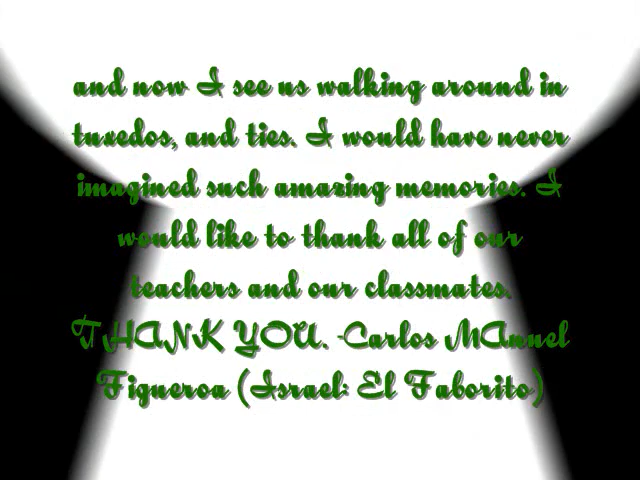 and now I see us walking around in
tuxedos, and ties. I would have never
imagined such amazing memories. I
would like to thank all of our
teachers and our classmates.
THANK YOU. -Carlos MAnuel
Figueroa (Israel: El Faborito)